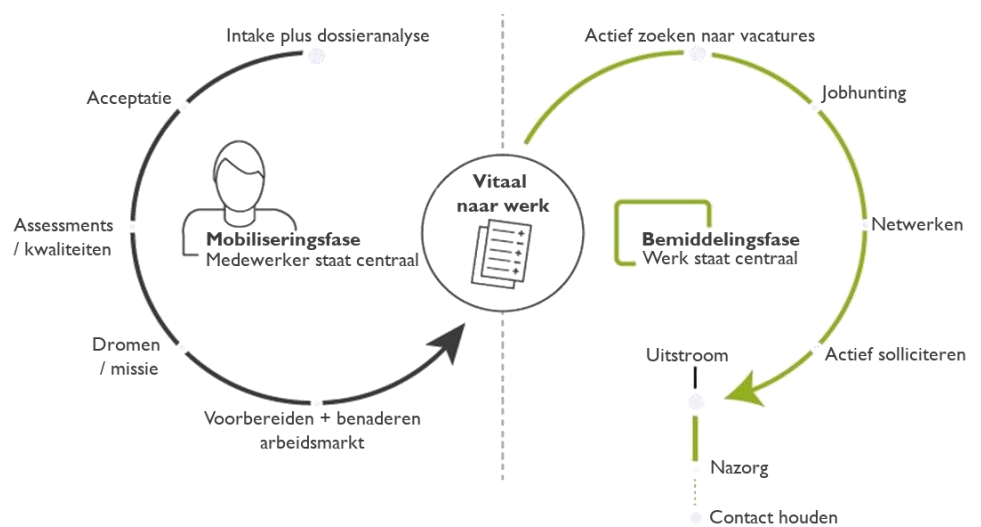 Intake plus dossieranalyse
Acceptatie
Assessments
/ kwaliteiten
Dromen
/ missie
Voorbereiden + benaderen
arbeidsmarkt
Mobiliseringsfase
Medewerker staat centraal
Vitaal
naar werk
Actief zoeken naar vacatures
Jobhunting
Netwerken
Actief solliciteren
Bemiddelingsfase
Werk staat centraal
Uitstroom
Nazorg
Contact houden